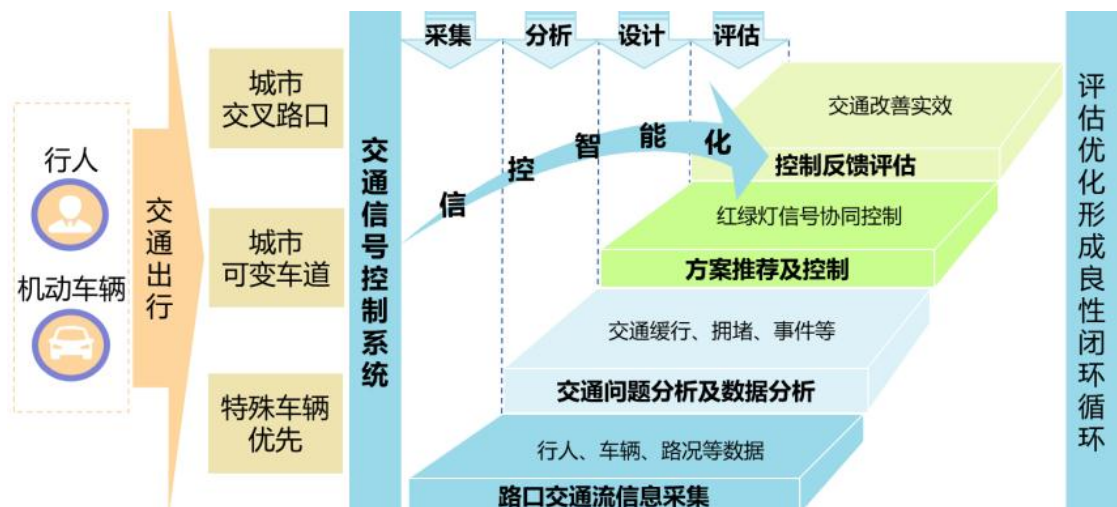 行人
机动车辆
交通出行
城市
交叉路口
城市
可变车道
特殊车辆
优先
交通信号控制系统
采集
分析
设计
评估
信控智能化
交通改善实效
控制反馈评估
红绿灯信号协同控制
方案推荐及控制
交通缓行、拥堵、事件等
交通问题分析及数据分析
行人、车辆、路况等数据
路口交通流信息采集
评估优化形成良性闭环循环